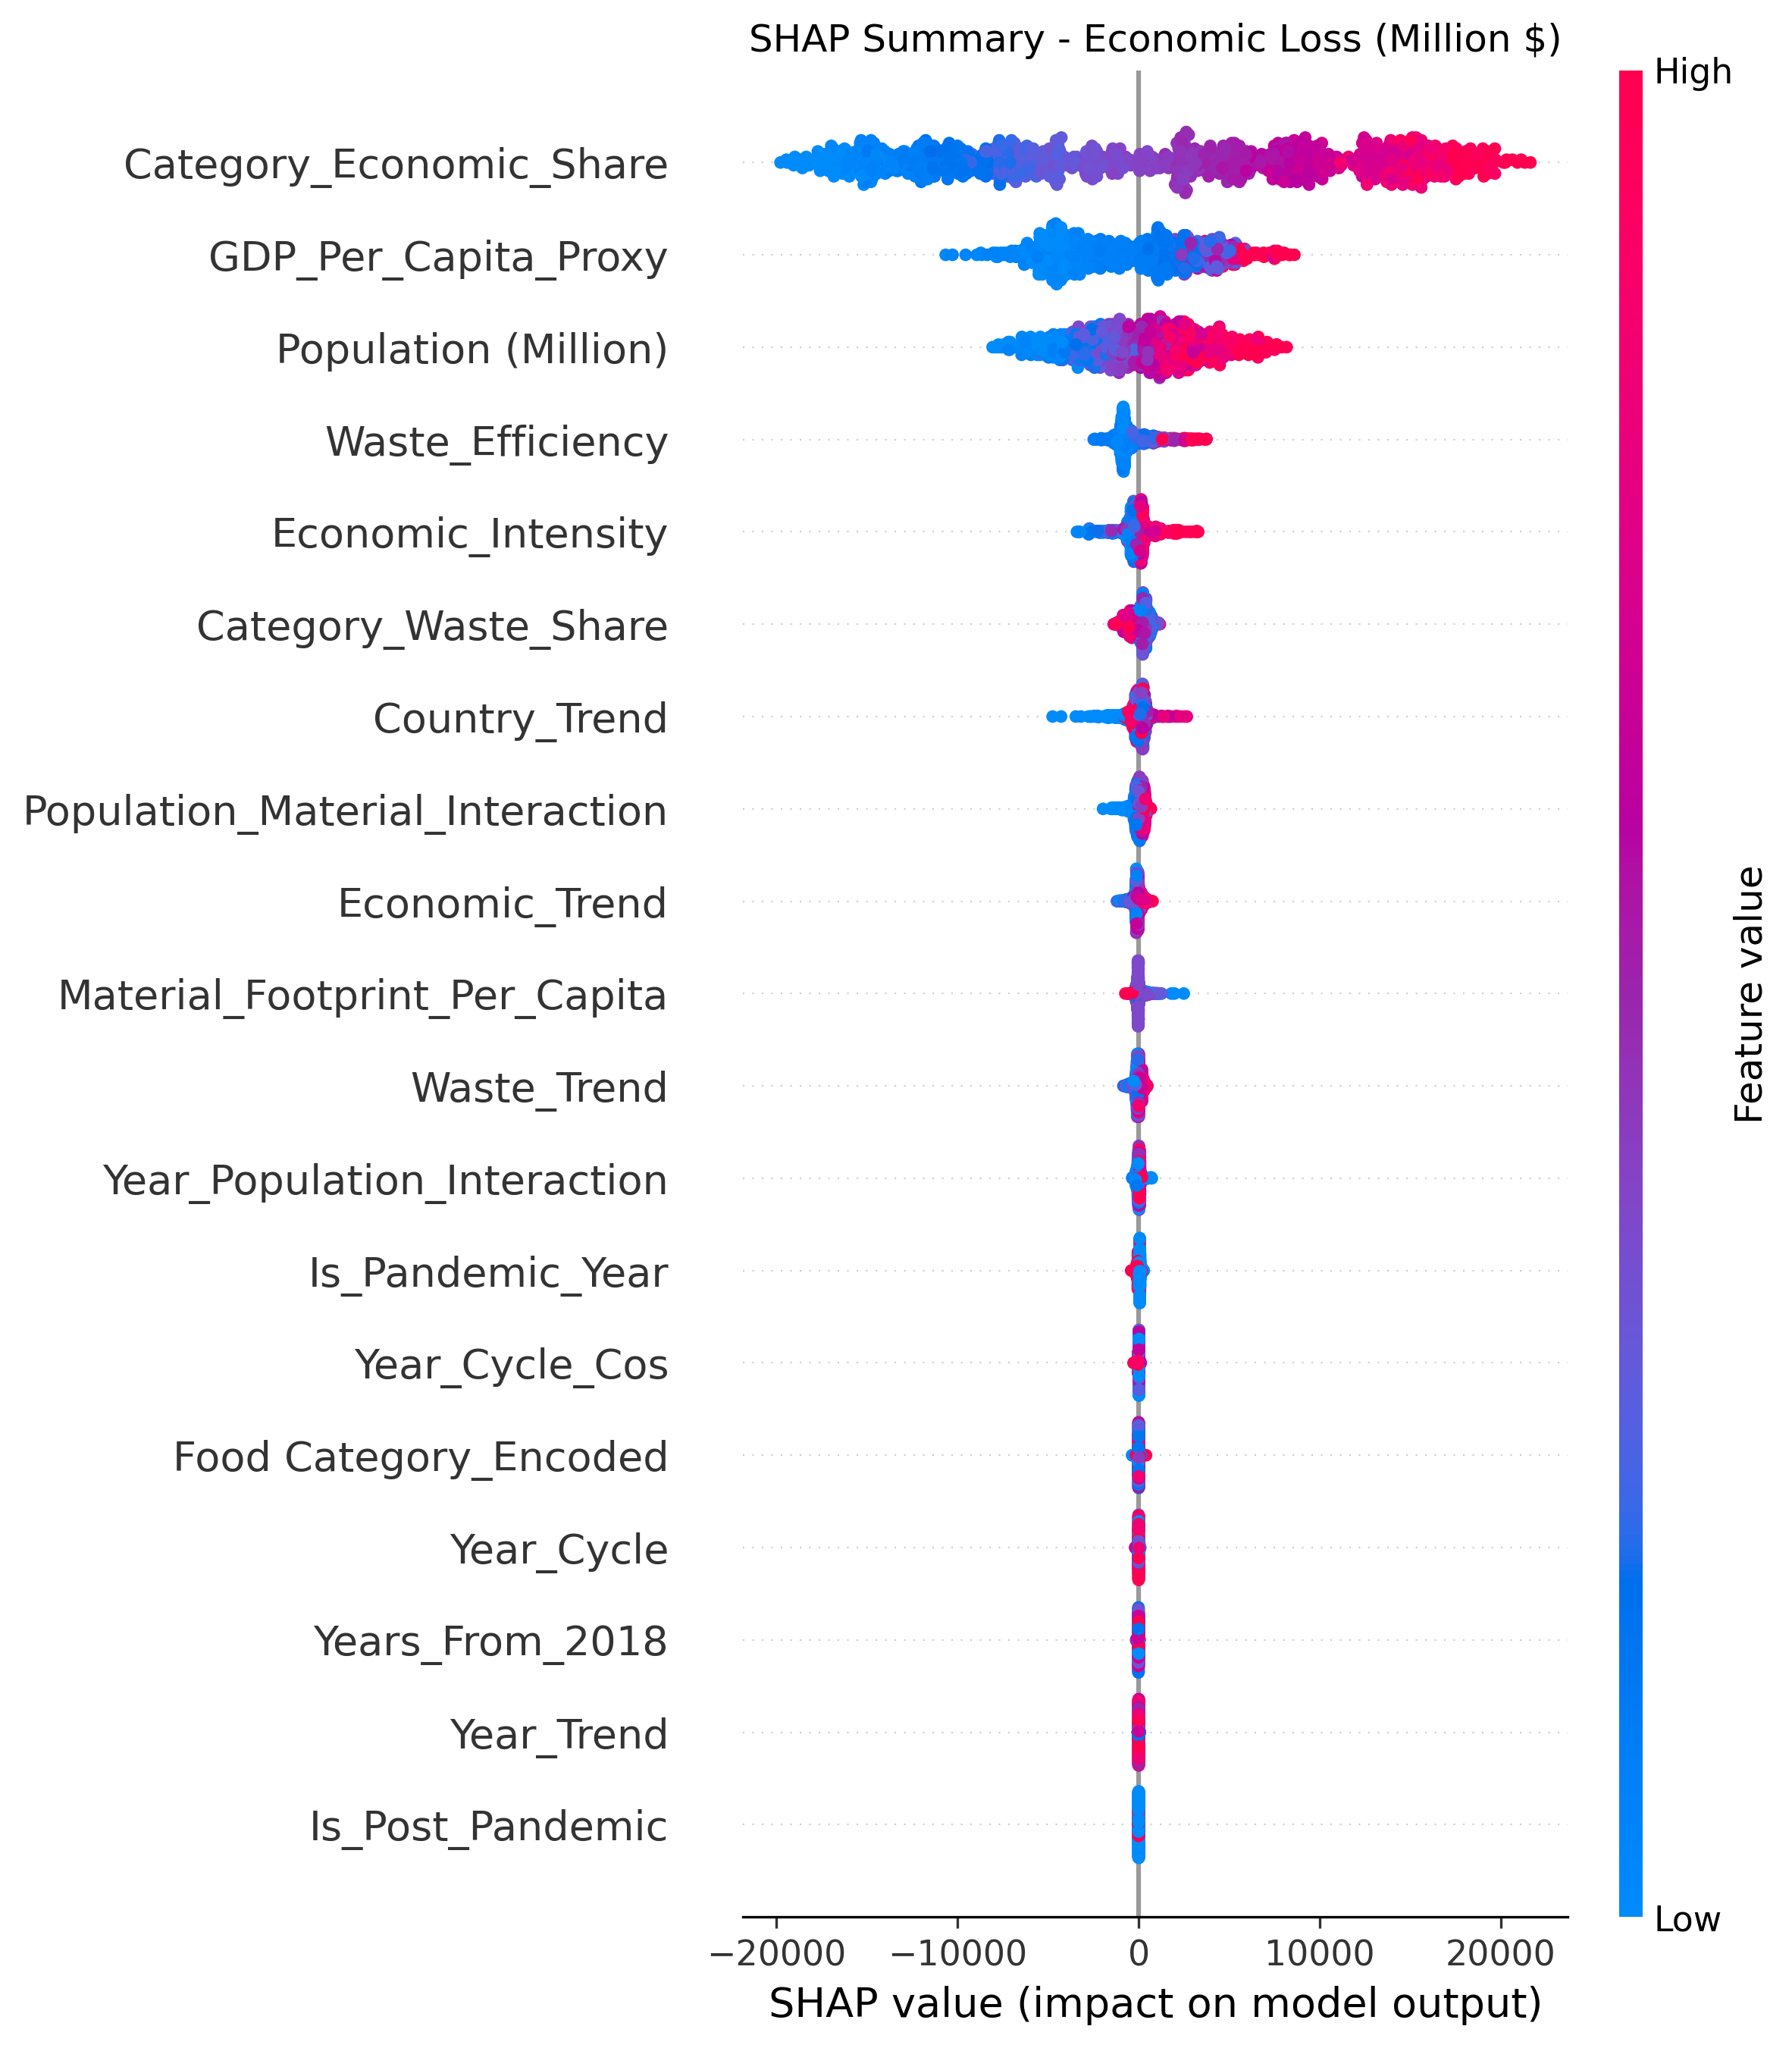 SHAP Summary - Economic Loss (Million $)
High
Category_Economic_Share
GDP_Per_Capita_Proxy
Population (Million)
Waste_Efficiency
Economic_Intensity
Category_Waste_Share
Country_Trend
Population_Material_Interaction
Economic_Trend
Material_Footprint_Per_Capita
Waste_Trend
Year_Population_Interaction
Is_Pandemic_Year
Year_Cycle_Cos
Food Category_Encoded
Year_Cycle
Years_From_2018
Year_Trend
Is_Post_Pandemic
Feature value
Low
−20000 −10000 0 10000 20000
SHAP value (impact on model output)